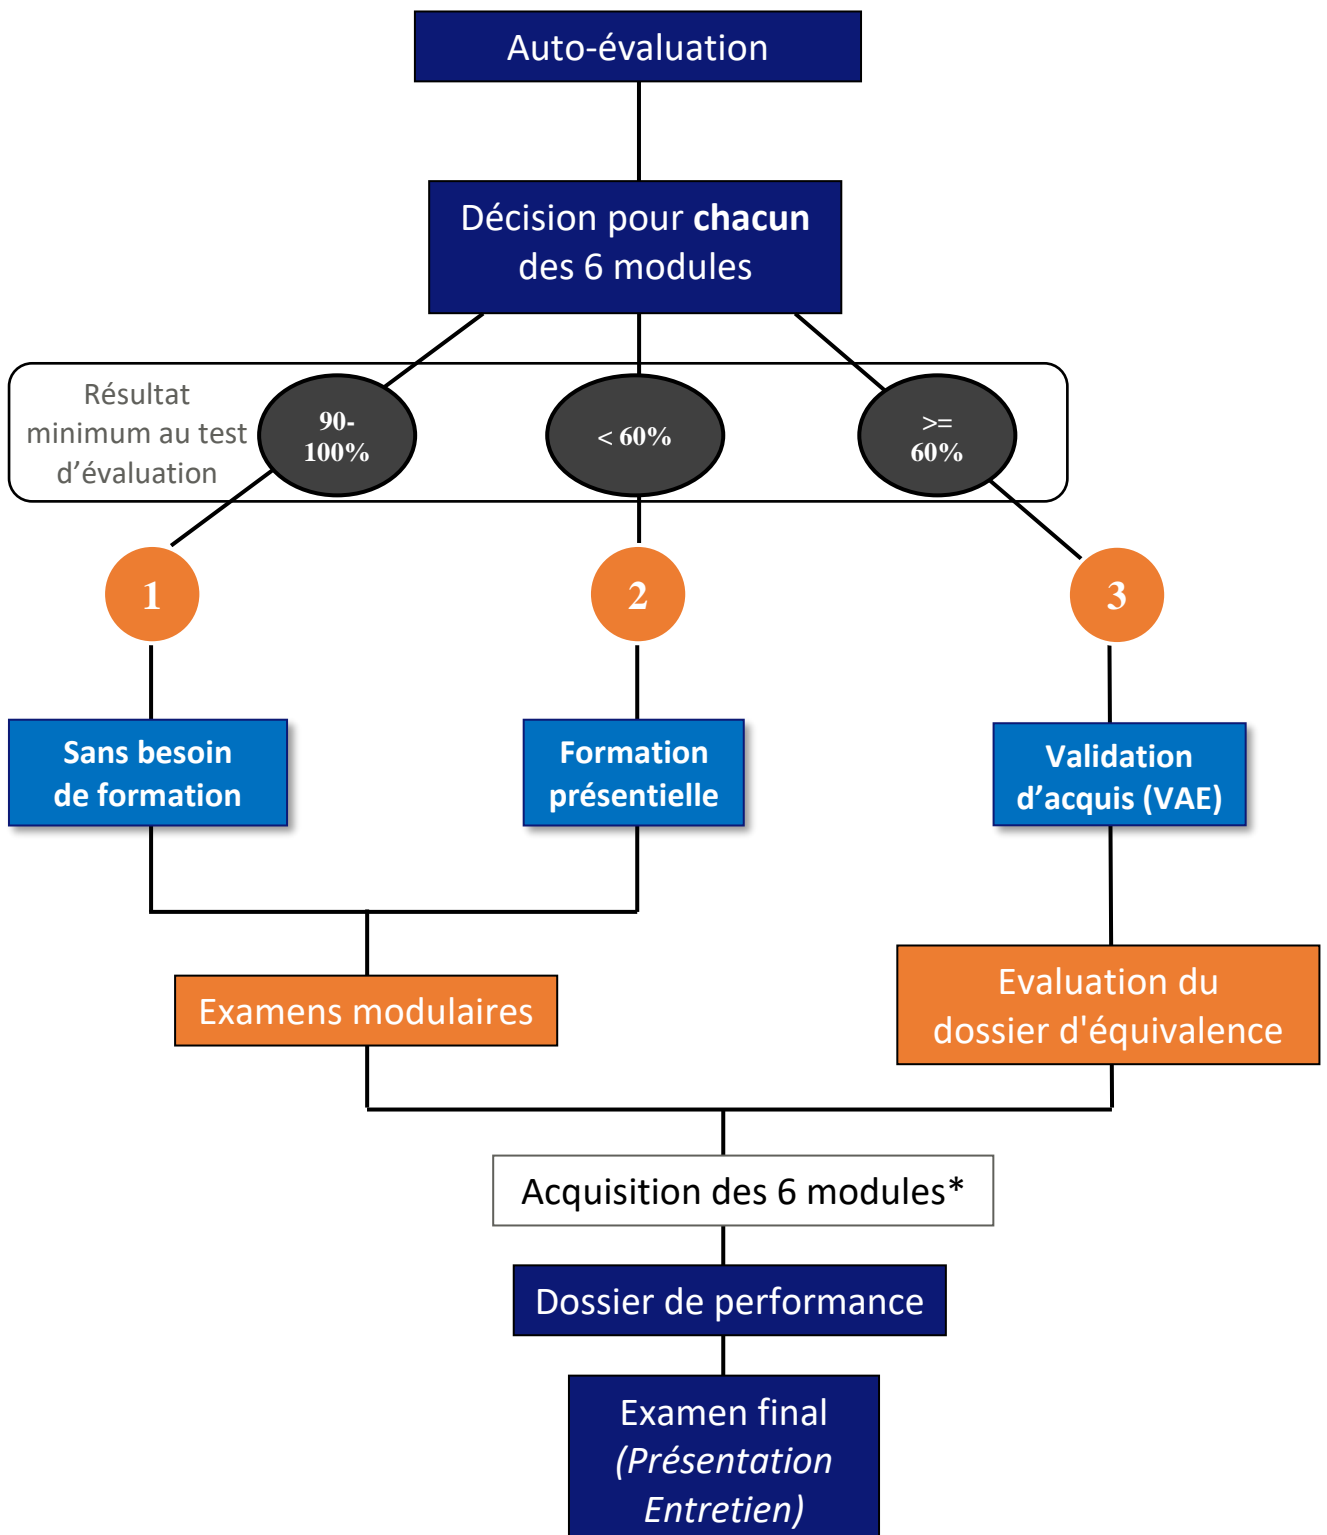 Auto-évaluation
Décision pour chacun
des 6 modules
Résultat
minimum au test
d’évaluation
90-
100%
< 60%
>=
60%
1
2
3
Sans besoin
de formation
Formation
présentielle
Validation
d’acquis (VAE)
Examens modulaires
Evaluation du
dossier d'équivalence
Acquisition des 6 modules*
Dossier de performance
Examen final
(Présentation
Entretien)